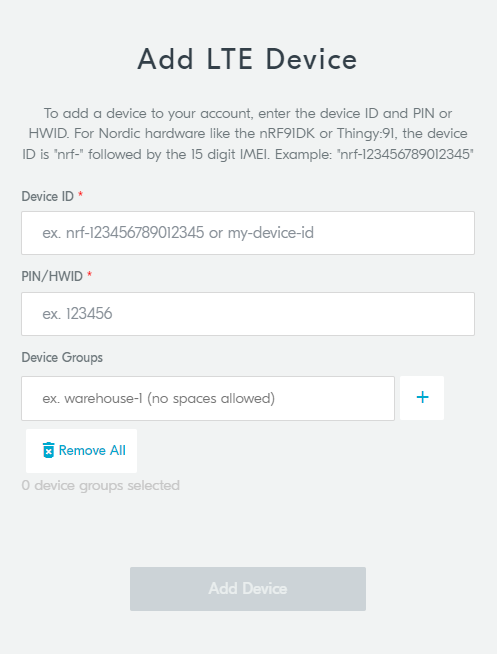 Add LTE Device
To add a device to your account, enter the device ID and PIN or
HWID. For Nordic hardware like the nRF91DK or Thingy:91, the device
ID is "nrf-" followed by the 15 digit IMEI. Example: "nrf-123456789012345"
Device ID *
ex. nrf-123456789012345 or my-device-id
PIN/HWID *
ex. 123456
Device Groups
ex. warehouse-1 (no spaces allowed)
+
Remove All
0 device groups selected
Add Device